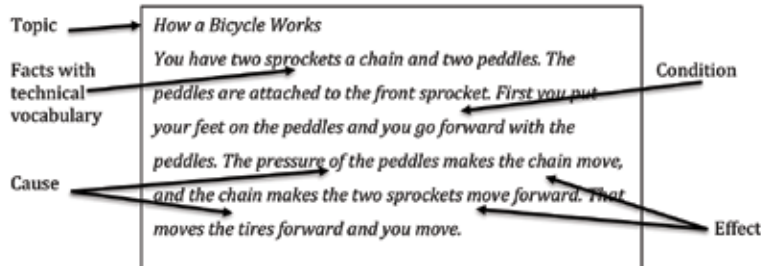 Topic
How a Bicycle Works
You have two sprockets a chain and two peddles. The
Facts with
technical
vocabulary
Condition
peddles are attached to the front sprocket. First you put
your feet on the peddles and you go forward with the
peddles. The pressure of the peddles makes the chain move,
Cause
and the chain makes the two sprockets move forward. That
moves the tires forward and you move.
Effect